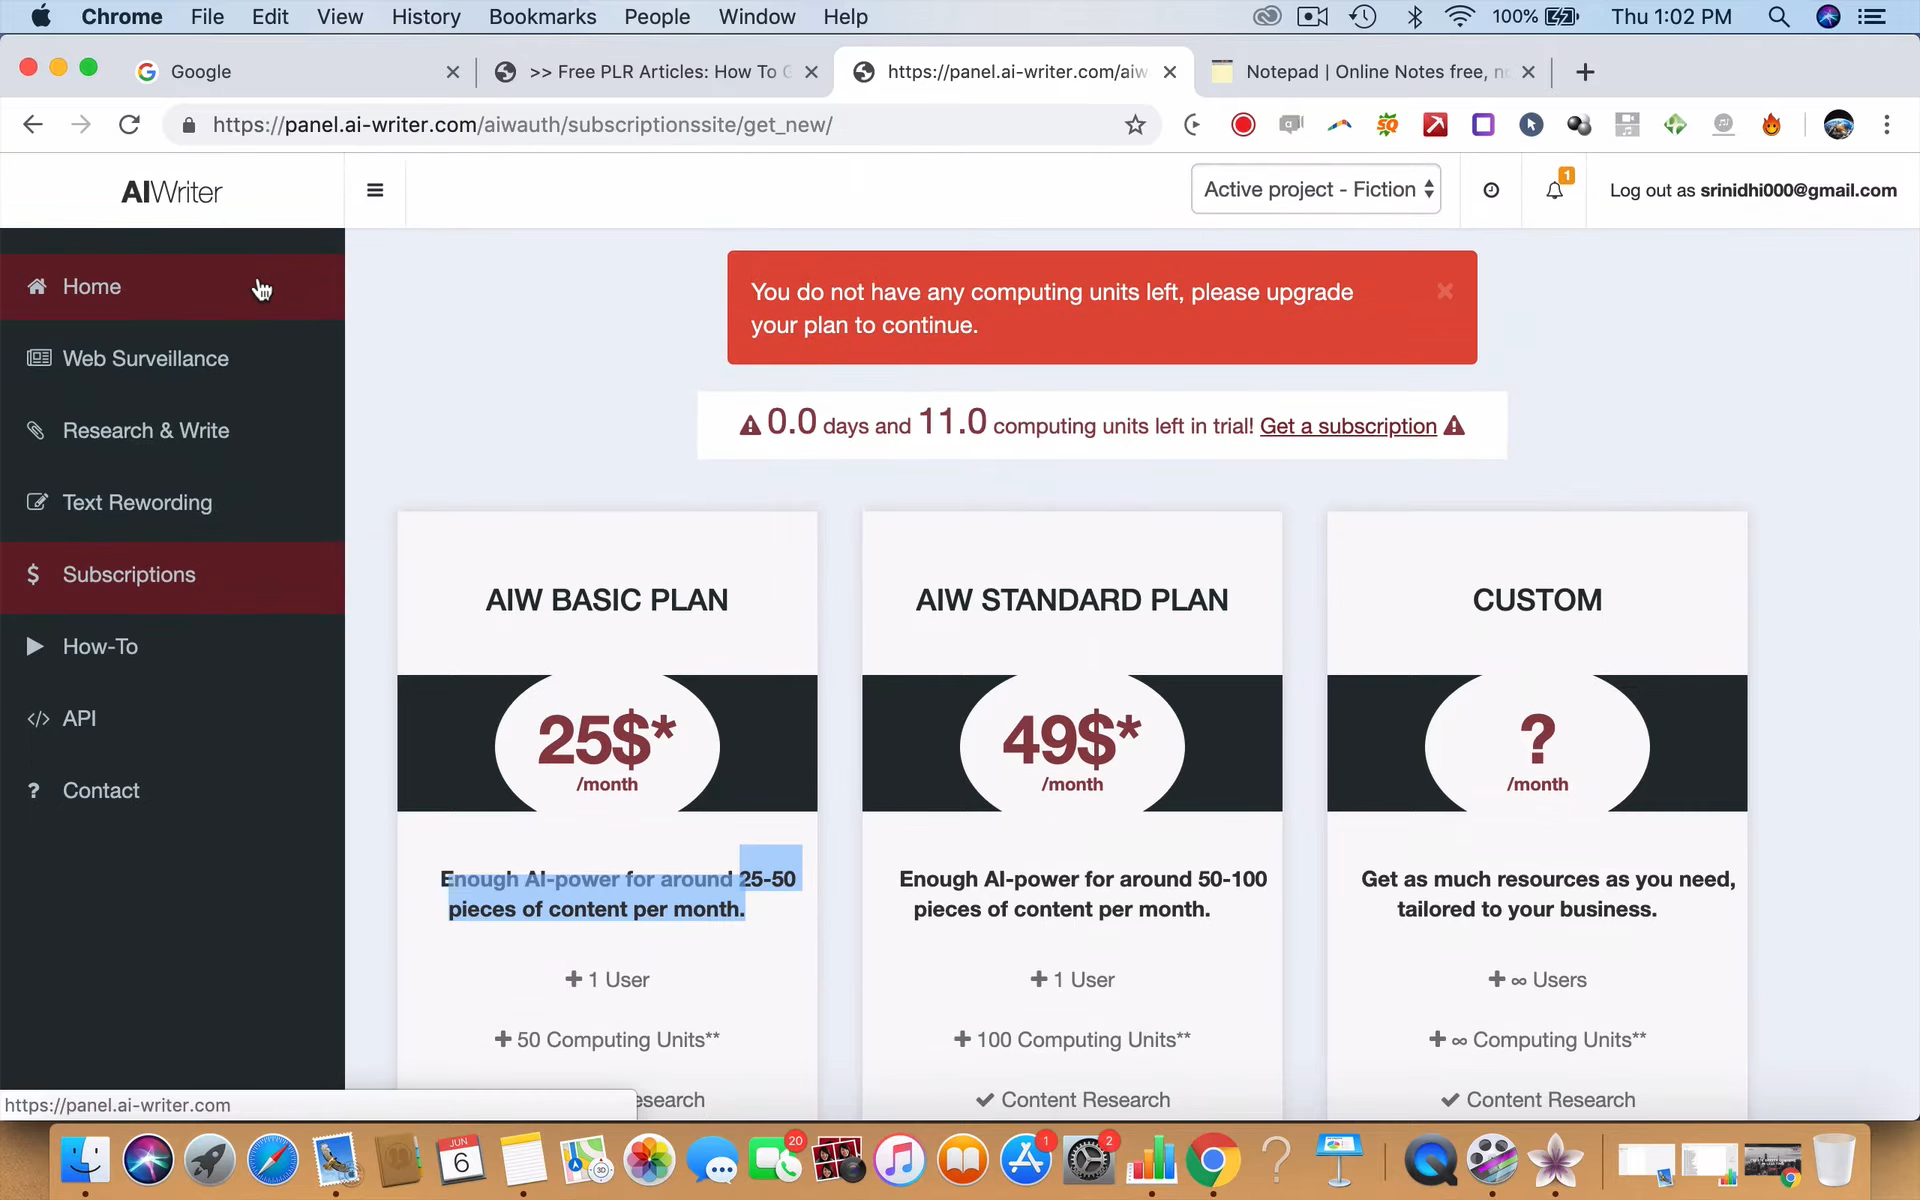 Chrome File Edit View History Bookmarks People Window Help 100% Thu 1:02 PM
Google >> Free PLR Articles: How To G https://panel.ai-writer.com/aiw Notepad | Online Notes free, n
https://panel.ai-writer.com/aiwauth/subscriptionssite/get_new/
AIWriter Active project - Fiction 1 Log out as srinidhi000@gmail.com
Home
Web Surveillance
Research & Write
Text Rewording
$ Subscriptions
How-To
</> API
? Contact
You do not have any computing units left, please upgrade
your plan to continue.
0.0 days and 11.0 computing units left in trial! Get a subscription
AIW BASIC PLAN
25$*
/month
Enough AI-power for around 25-50
pieces of content per month.
+ 1 User
+ 50 Computing Units**
esearch
AIW STANDARD PLAN
49$*
/month
Enough AI-power for around 50-100
pieces of content per month.
+ 1 User
+ 100 Computing Units**
✔ Content Research
CUSTOM
?
/month
Get as much resources as you need,
tailored to your business.
+ ∞ Users
+ ∞ Computing Units**
✔ Content Research
https://panel.ai-writer.com
JUN
6
3D
20
1
2